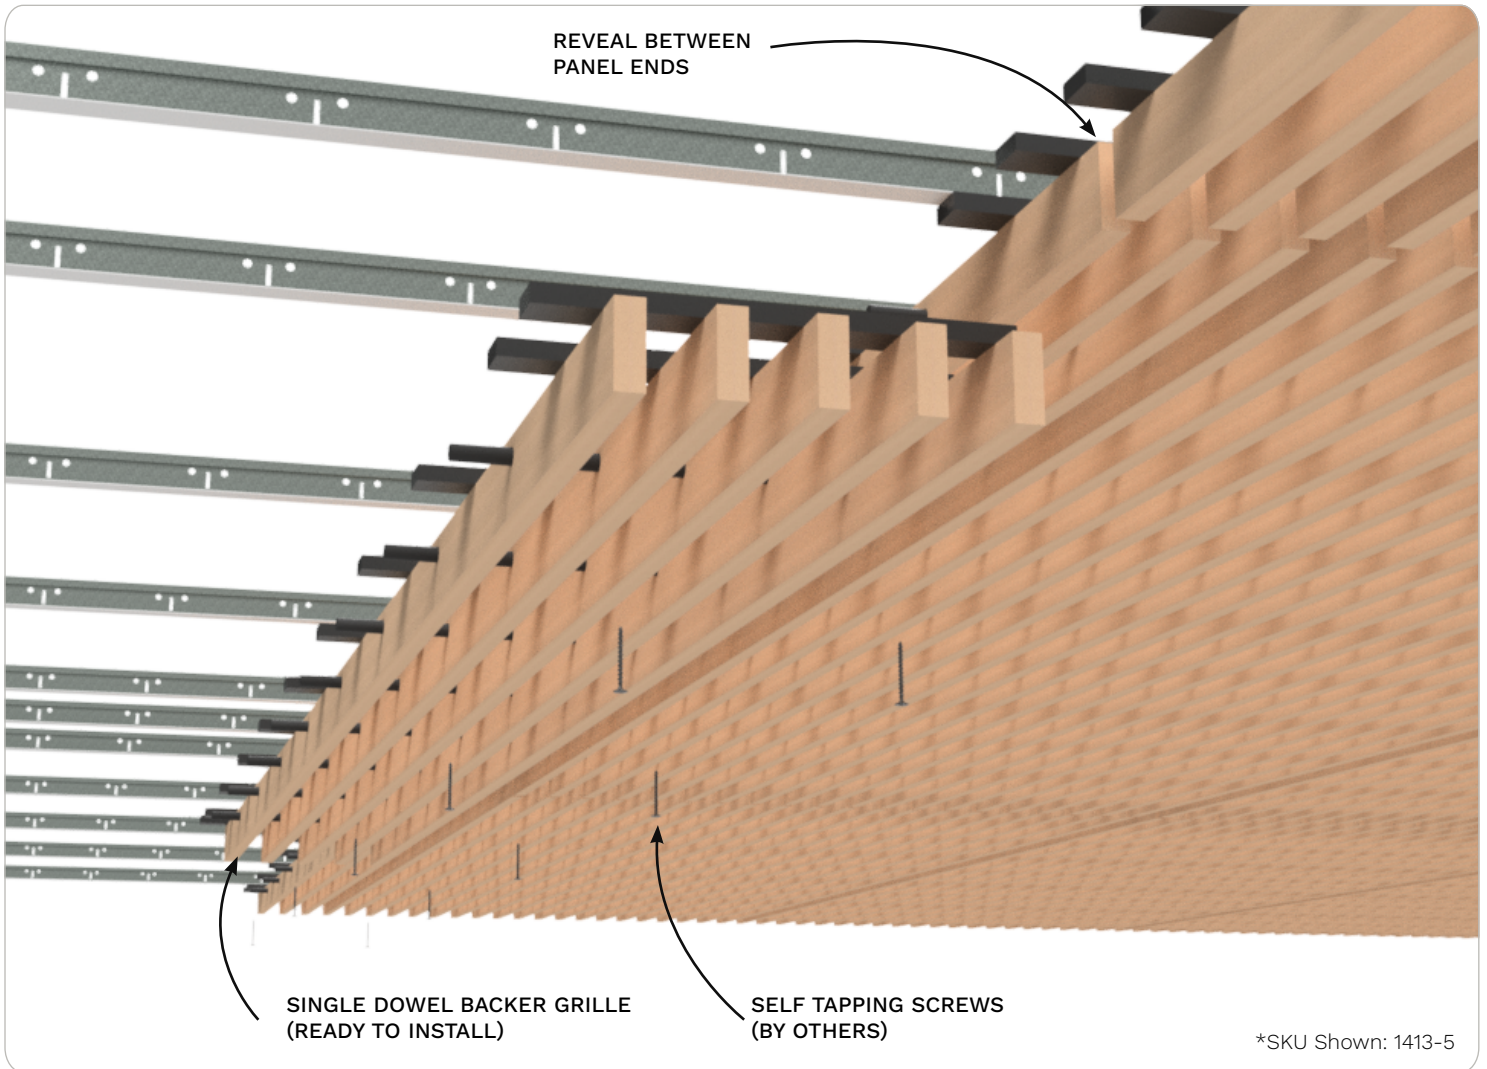 REVEAL BETWEEN
PANEL ENDS
SINGLE DOWEL BACKER GRILLE
(READY TO INSTALL)
SELF TAPPING SCREWS
(BY OTHERS)
*SKU Shown: 1413-5